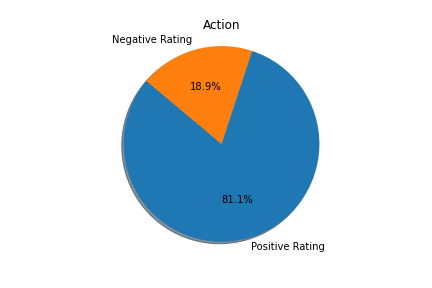 Action
Negative Rating
18.9%
81.1%
Positive Rating